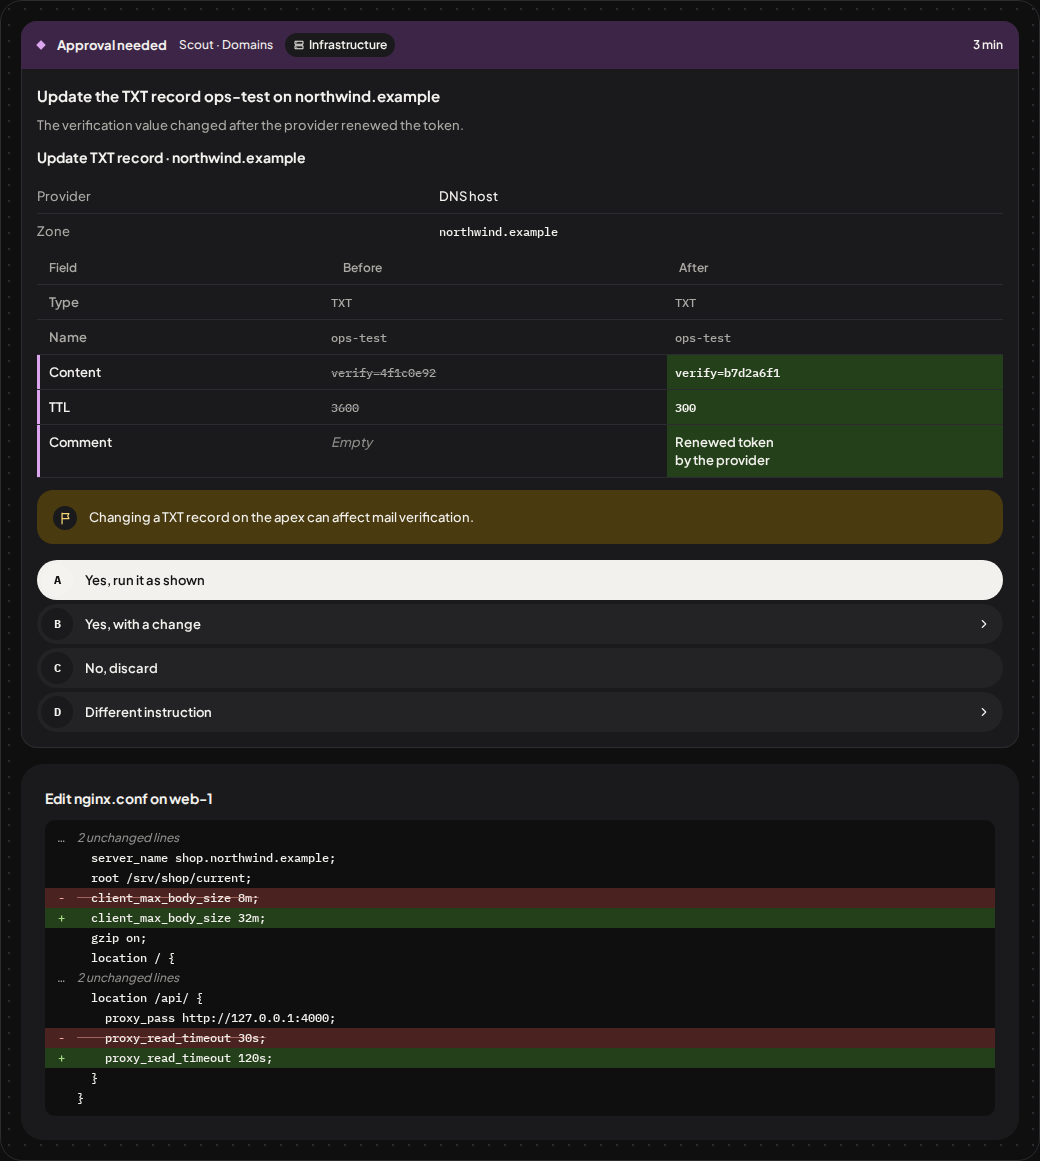 Approval needed Scout · Domains Infrastructure 3 min
Update the TXT record ops-test on northwind.example
The verification value changed after the provider renewed the token.
Update TXT record · northwind.example
Provider DNS host
Zone northwind.example
Field Before After
Type TXT TXT
Name ops-test ops-test
Content verify=4f1c0e92 verify=b7d2a6f1
TTL 3600 300
Comment Empty Renewed token
by the provider
Changing a TXT record on the apex can affect mail verification.
A Yes, run it as shown
B Yes, with a change
C No, discard
D Different instruction
Edit nginx.conf on web-1
… 2 unchanged lines
server_name shop.northwind.example;
root /srv/shop/current;
- client_max_body_size 8m;
+ client_max_body_size 32m;
gzip on;
location / {
… 2 unchanged lines
location /api/ {
proxy_pass http://127.0.0.1:4000;
- proxy_read_timeout 30s;
+ proxy_read_timeout 120s;
}
}